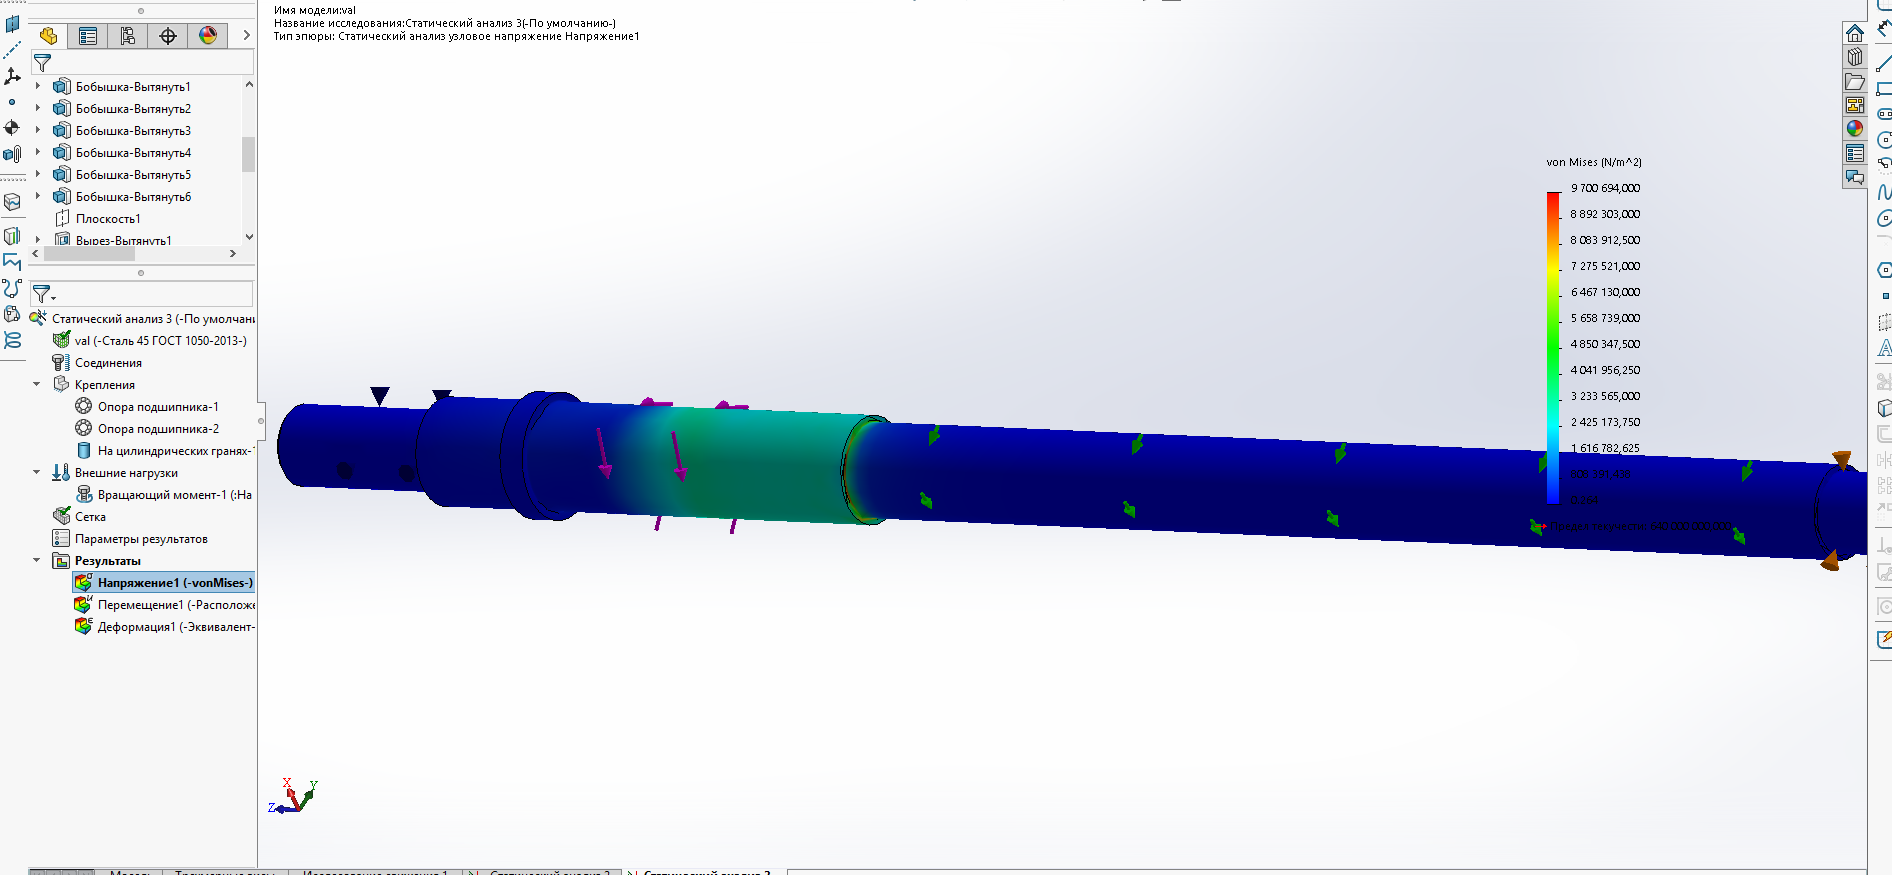 Имя модели:val
Название исследования:Статический анализ 3(-По умолчанию-)
Тип эпюры: Статический анализ узловое напряжение Напряжение1
Бобышка-Вытянуть1
Бобышка-Вытянуть2
Бобышка-Вытянуть3
Бобышка-Вытянуть4
Бобышка-Вытянуть5
Бобышка-Вытянуть6
Плоскость1
Вырез-Вытянуть1
Статический анализ 3 (-По умолчани
val (-Сталь 45 ГОСТ 1050-2013-)
Соединения
Крепления
Опора подшипника-1
Опора подшипника-2
На цилиндрических гранях-1
Внешние нагрузки
Вращающий момент-1 (:На
Сетка
Параметры результатов
Результаты
Напряжение1 (-vonMises-)
Перемещение1 (-Расположе
Деформация1 (-Эквивалент-
von Mises (N/m^2)
9 700 694,000
8 892 303,000
8 083 912,500
7 275 521,000
6 467 130,000
5 658 739,000
4 850 347,500
4 041 956,250
3 233 565,000
2 425 173,750
1 616 782,625
Предел текучести:
X
Y
Z
Статический анализ 3